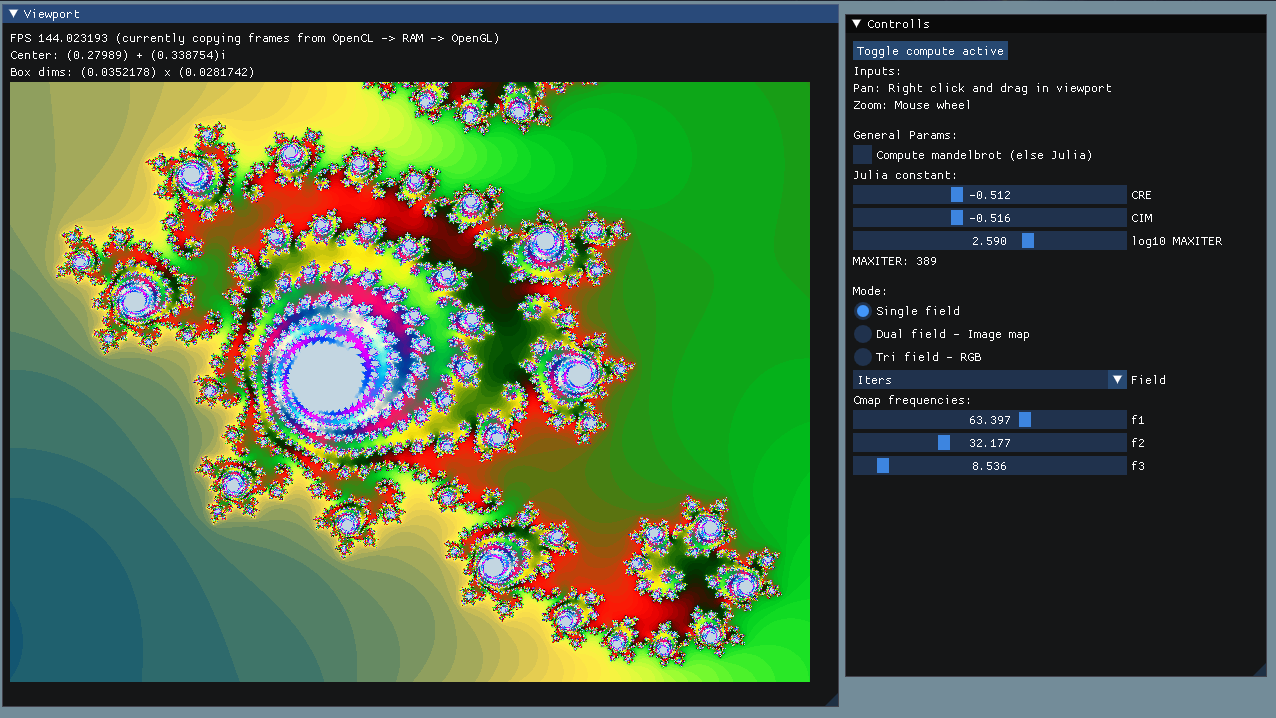 Viewport
FPS 144.023193 (currently copying frames from OpenCL -> RAM -> OpenGL)
Center: (0.27989) + (0.338754)i
Box dims: (0.0352178) x (0.0281742)
Controlls
Toggle compute active
Inputs:
Pan: Right click and drag in viewport
Zoom: Mouse wheel
General Params:
Compute mandelbrot (else Julia)
Julia constant:
-0.512 CRE
-0.516 CIM
2.590 log10 MAXITER
MAXITER: 389
Mode:
Single field
Dual field - Image map
Tri field - RGB
Iters Field
Cmap frequencies:
63.397 f1
32.177 f2
8.536 f3